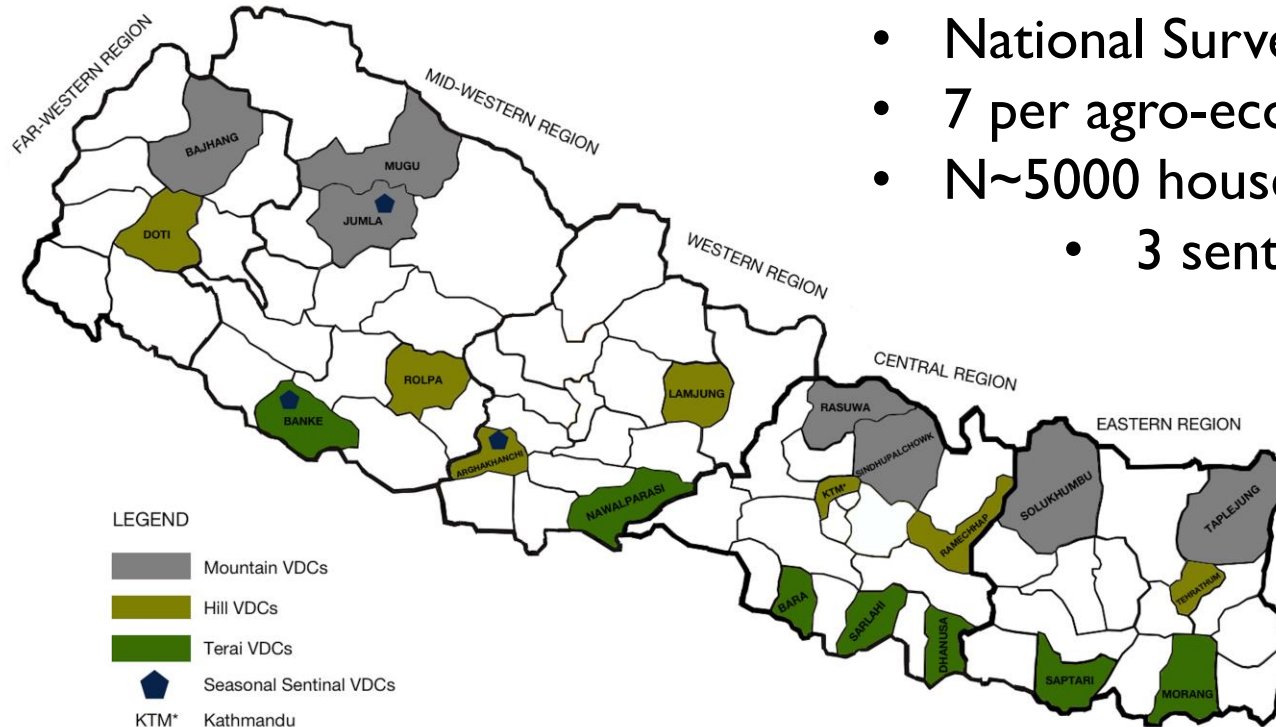 • National Surve
• 7 per agro-eco
• N~5000 house
• 3 sent
FAR-WESTERN REGION
MID-WESTERN REGION
WESTERN REGION
CENTRAL REGION
EASTERN REGION
BAJHANG
MUGU
JUMLA
DOTI
ROLPA
BANKE
ARGHAKHANCHI
LAMJUNG
NAWALPARASI
RASUWA
SINDHUPALCHOWK
KTM*
RAMECHHAP
SOLUKHUMBU
TAPLEJUNG
TEHRATHUM
BARA
SARLAHI
DHANUSA
SAPTARI
MORANG
LEGEND
Mountain VDCs
Hill VDCs
Terai VDCs
Seasonal Sentinal VDCs
KTM* Kathmandu